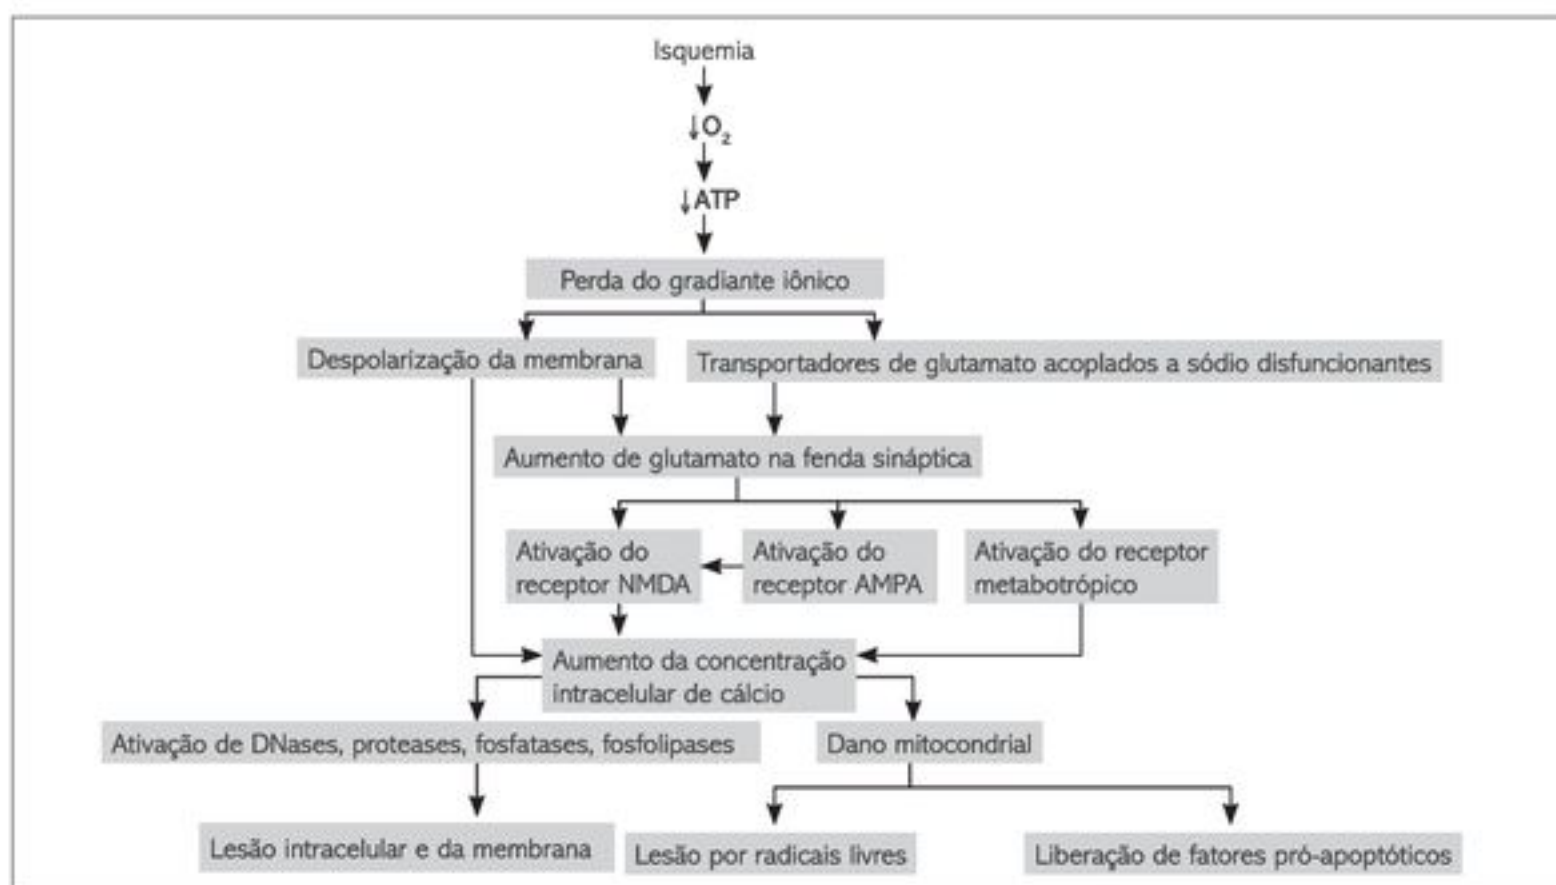 Isquemia
↓O₂
↓ATP
Perda do gradiante iônico
Despolarização da membrana
Transportadores de glutamato acoplados a sódio disfuncionantes
Aumento de glutamato na fenda sináptica
Ativação do
receptor NMDA
Ativação do
receptor AMPA
Ativação do receptor
metabotrópico
Aumento da concentração
intracelular de cálcio
Ativação de DNases, proteases, fosfatases, fosfolipases
Dano mitocondrial
Lesão intracelular e da membrana
Lesão por radicais livres
Liberação de fatores pró-apoptóticos